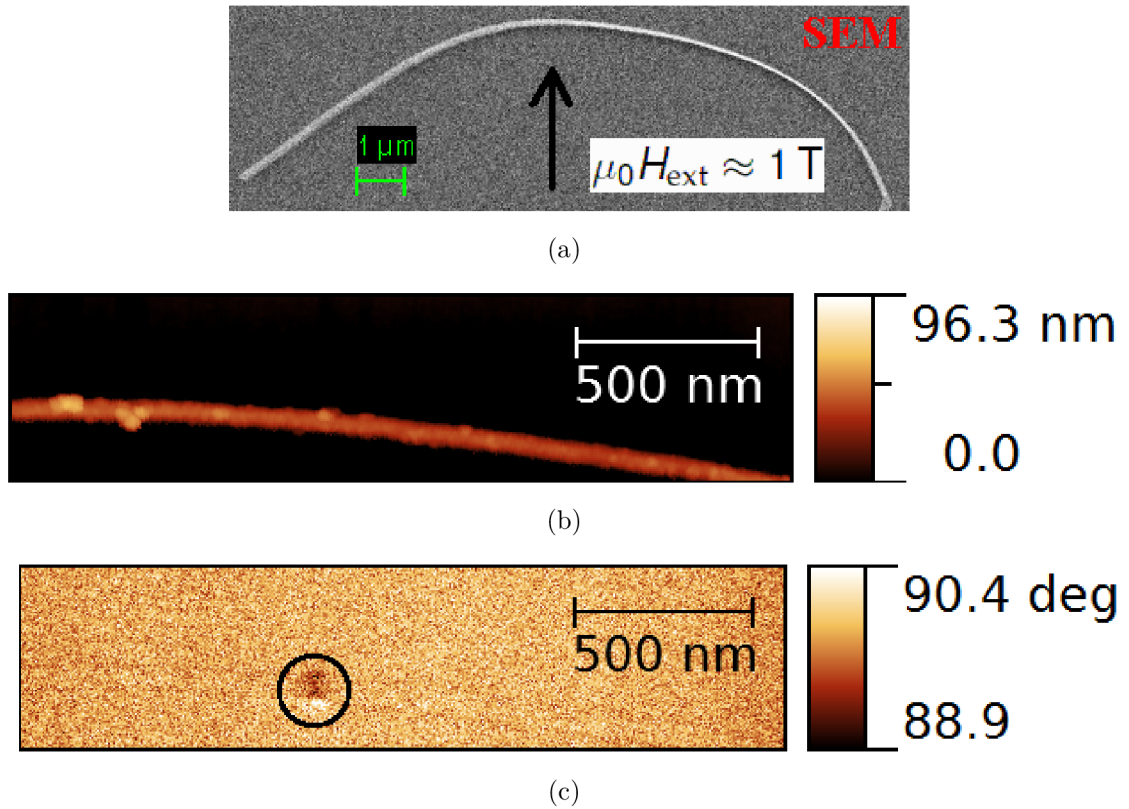 SEM
1 µm
μ₀Hₑₓₜ ≈ 1 T
(a)
96.3 nm
500 nm
0.0
(b)
90.4 deg
500 nm
88.9
(c)